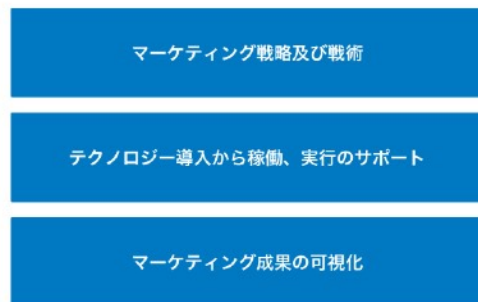 マーケティング戦略及び戦術
テクノロジー導入から稼働、実行のサポート
マーケティング成果の可視化